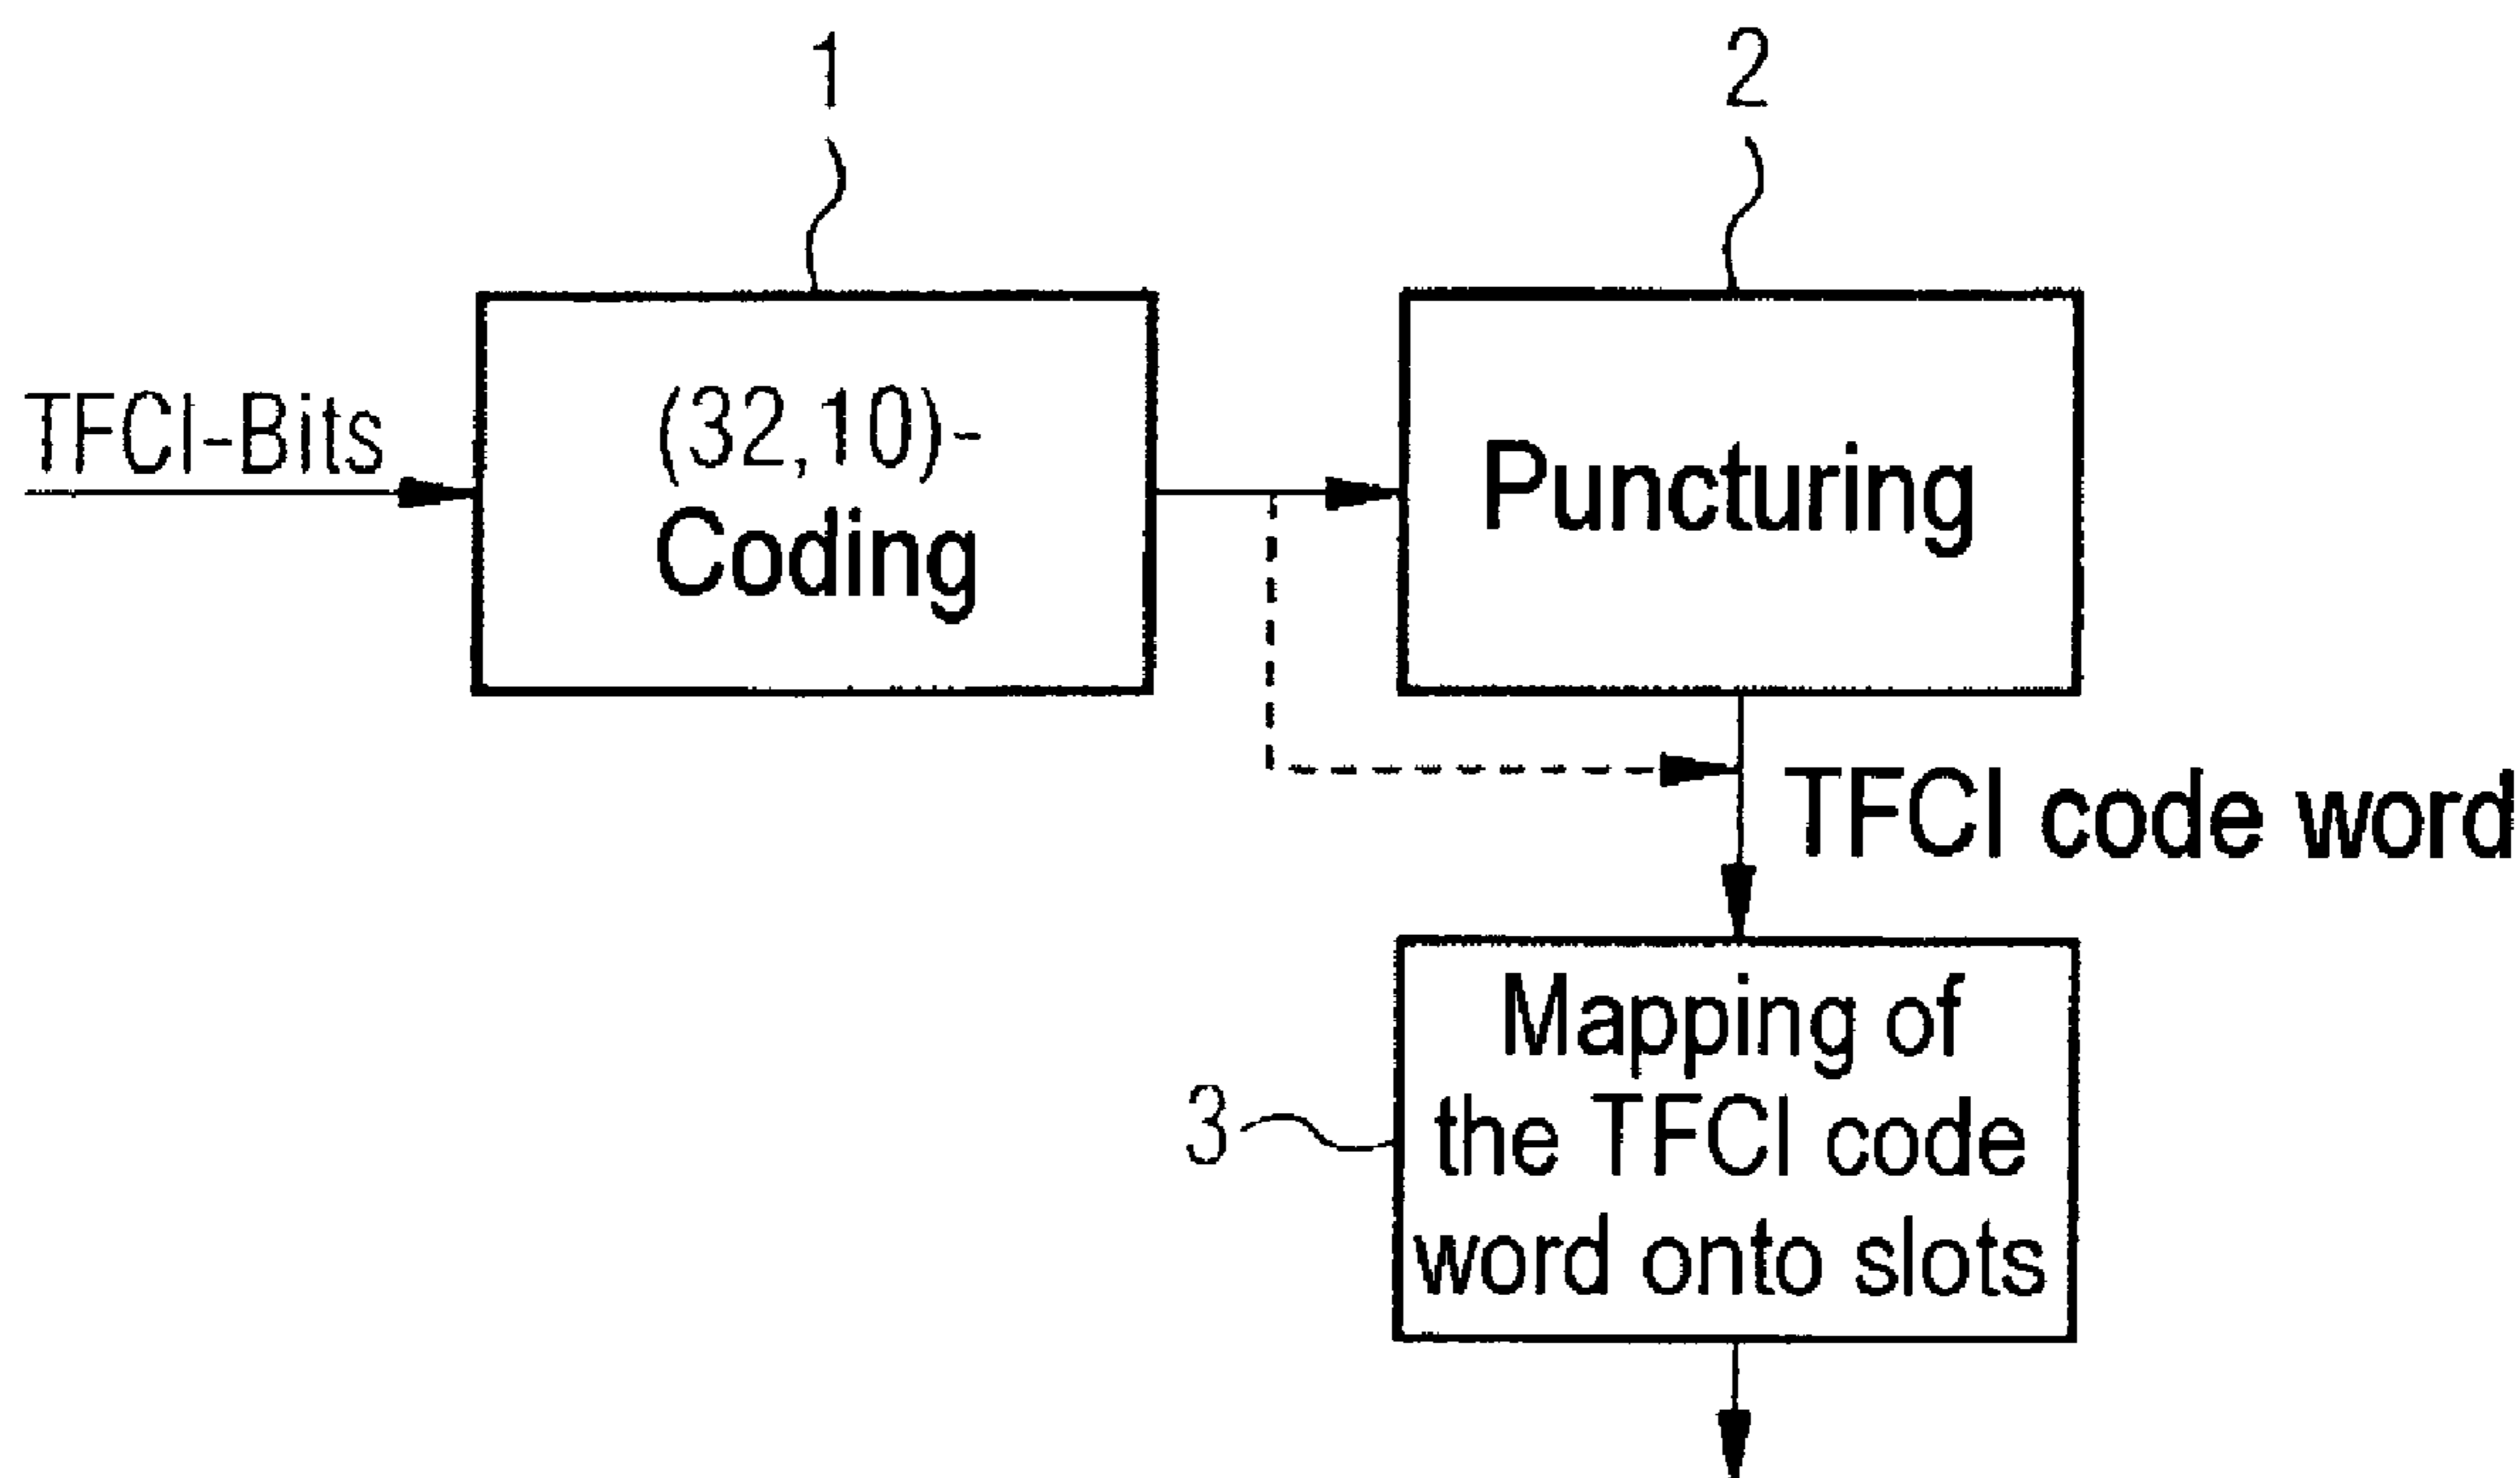 1
2
TFCI-Bits
(32,10)-
Coding
Puncturing
TFCI code word
3
Mapping of
the TFCI code
word onto slots